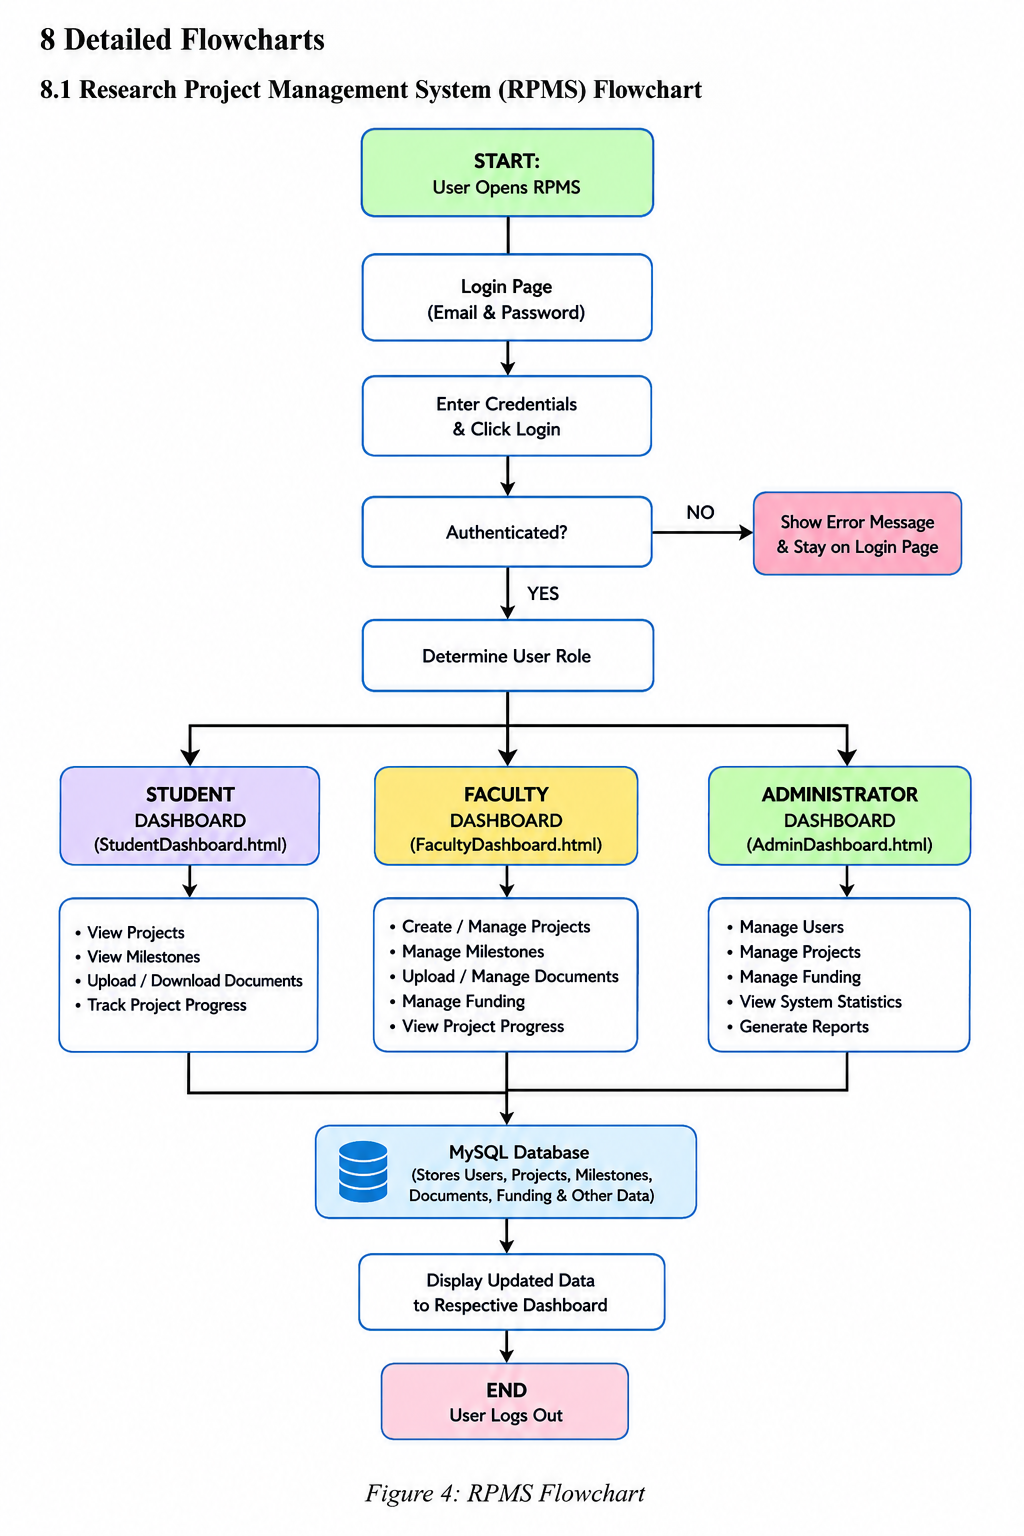 8 Detailed Flowcharts
8.1 Research Project Management System (RPMS) Flowchart
START:
User Opens RPMS
Login Page
(Email & Password)
Enter Credentials
& Click Login
Authenticated?
NO
Show Error Message
& Stay on Login Page
YES
Determine User Role
STUDENT
DASHBOARD
(StudentDashboard.html)
FACULTY
DASHBOARD
(FacultyDashboard.html)
ADMINISTRATOR
DASHBOARD
(AdminDashboard.html)
• View Projects
• View Milestones
• Upload / Download Documents
• Track Project Progress
• Create / Manage Projects
• Manage Milestones
• Upload / Manage Documents
• Manage Funding
• View Project Progress
• Manage Users
• Manage Projects
• Manage Funding
• View System Statistics
• Generate Reports
MySQL Database
(Stores Users, Projects, Milestones,
Documents, Funding & Other Data)
Display Updated Data
to Respective Dashboard
END
User Logs Out
Figure 4: RPMS Flowchart